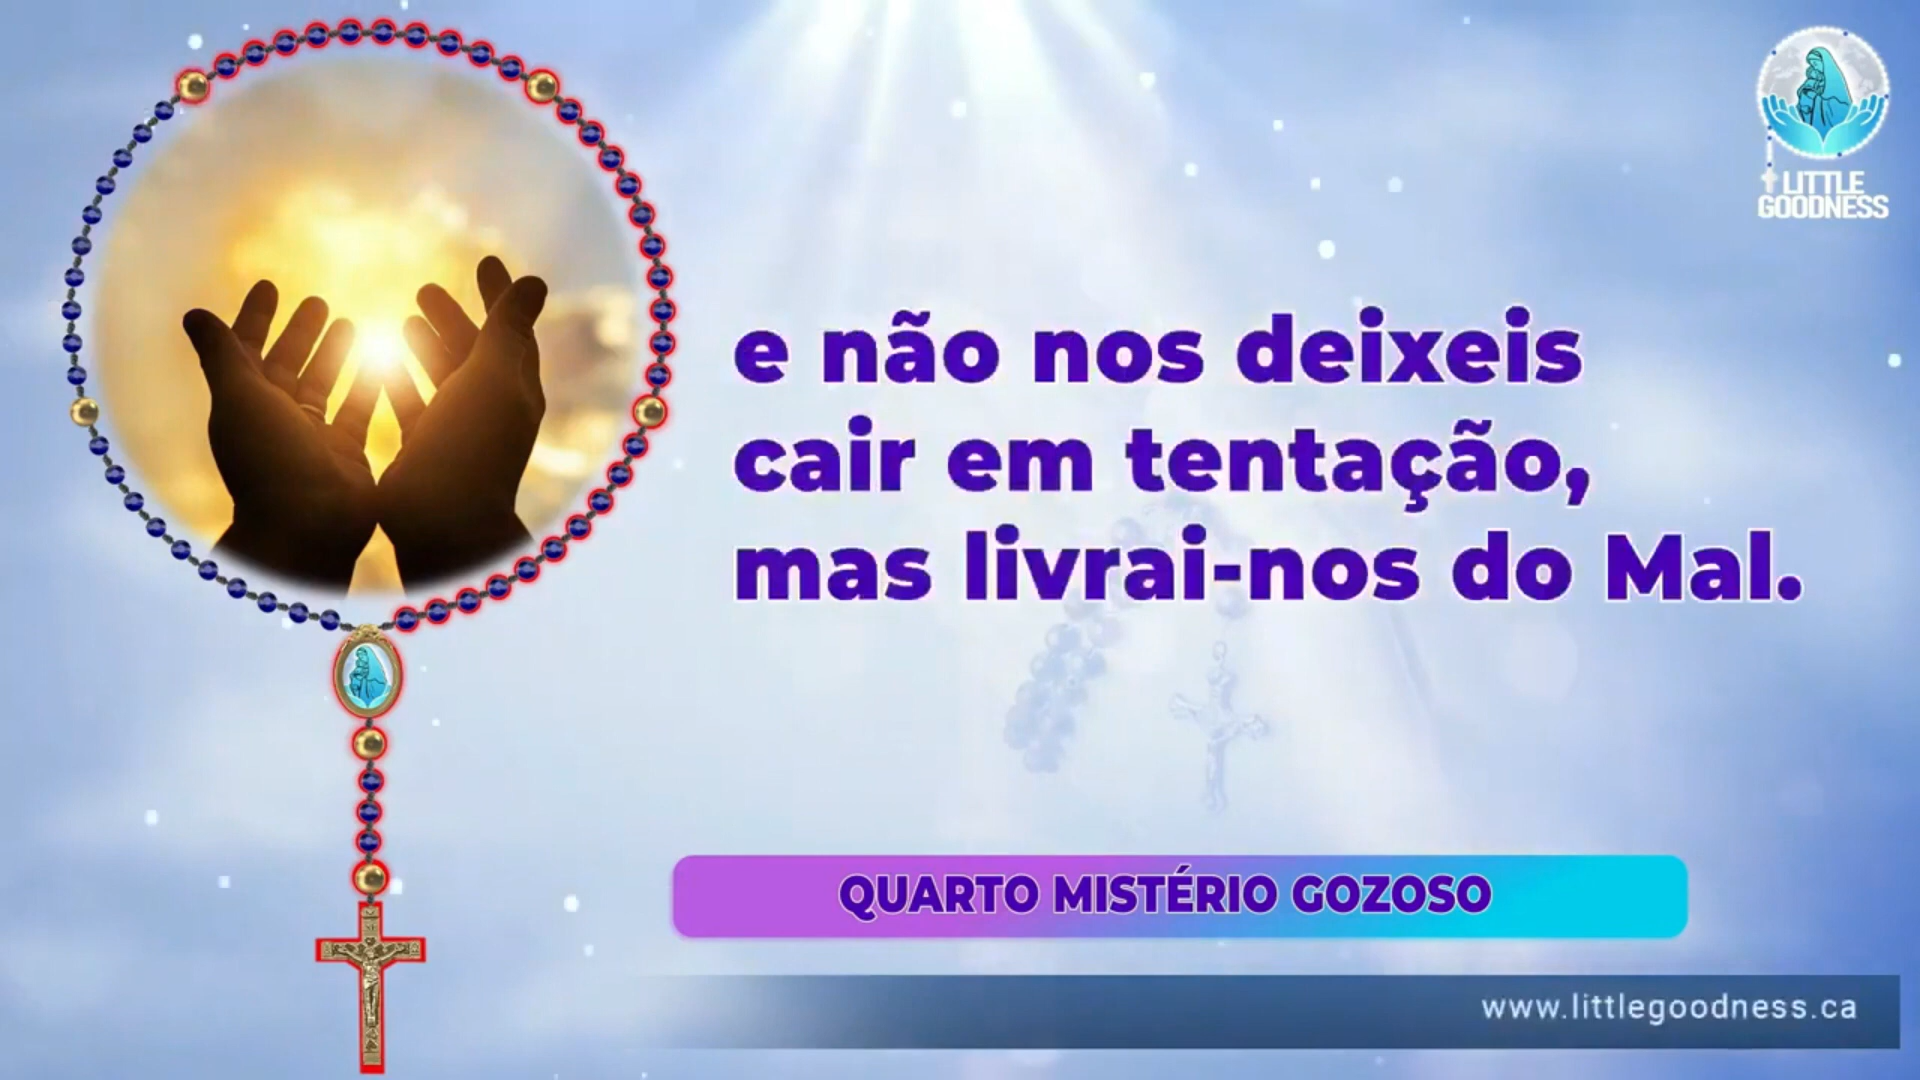 LITTLE
GOODNESS
e não nos deixeis
cair em tentação,
mas livrai-nos do Mal.
QUARTO MISTÉRIO GOZOSO
www.littlegoodness.ca